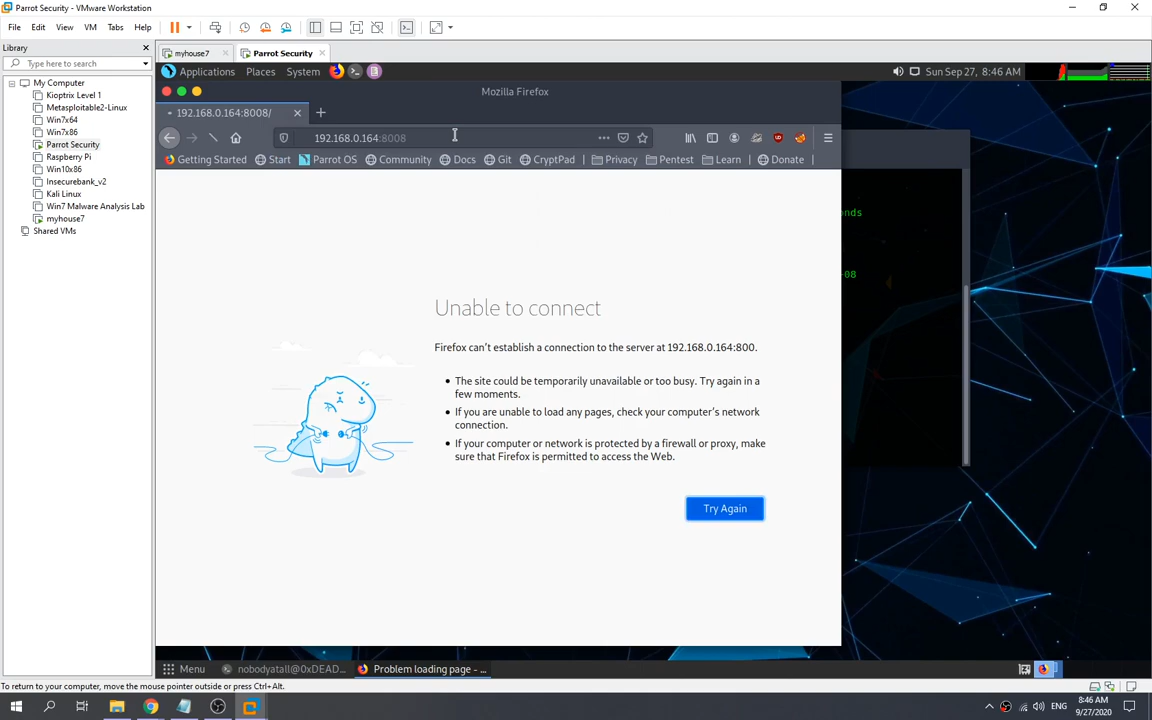 Parrot Security - VMware Workstation
File Edit View VM Tabs Help
Library
Type here to search
My Computer
Kioptrix Level 1
Metasploitable2-Linux
Win7x64
Win7x86
Parrot Security
Raspberry Pi
Win10x86
Insecurebank_v2
Kali Linux
Win7 Malware Analysis Lab
myhouse7
Shared VMs
myhouse7 Parrot Security
Applications Places System Sun Sep 27, 8:46 AM
Mozilla Firefox
192.168.0.164:8008/
192.168.0.164:8008
Getting Started Start Parrot OS Community Docs Git CryptPad Privacy Pentest Learn Donate
onds
-08
Unable to connect
Firefox can’t establish a connection to the server at 192.168.0.164:800.
The site could be temporarily unavailable or too busy. Try again in a
few moments.
If you are unable to load any pages, check your computer’s network
connection.
If your computer or network is protected by a firewall or proxy, make
sure that Firefox is permitted to access the Web.
Try Again
Menu nobodyatall@0xDEAD... Problem loading page - ...
To return to your computer, move the mouse pointer outside or press Ctrl+Alt.
ENG
8:46 AM
9/27/2020